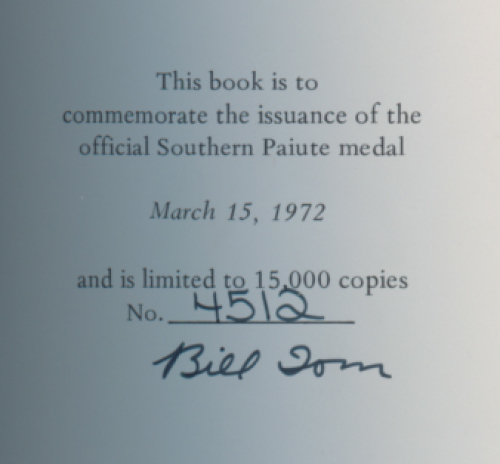 This book is to
commemorate the issuance of the
official Southern Paiute medal
March 15, 1972
and is limited to 15,000 copies
No. 4512
Bill Tom